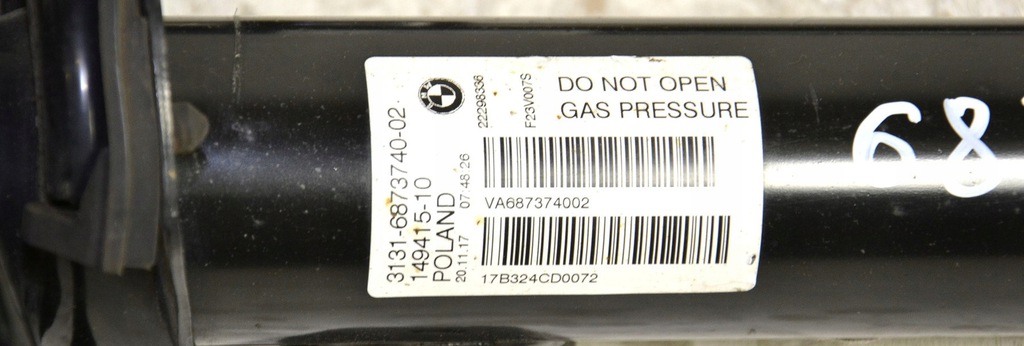 DO NOT OPEN
GAS PRESSURE
22296336
F23V007S
BMW
3131-6873740-02
149415-10
POLAND
20.11.17 07:48:26
VA687374002
17B324CD0072
68